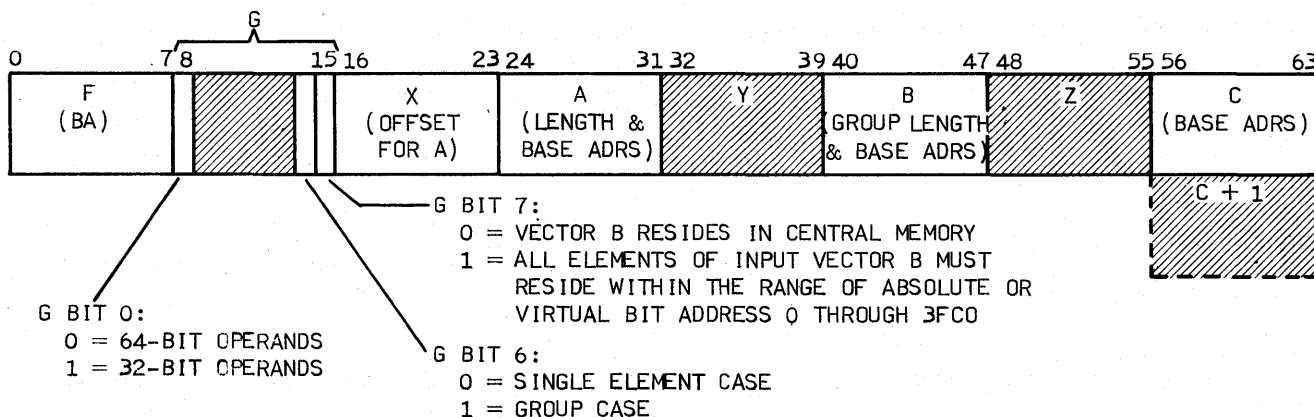 G
0 7 8 15 16 23 24 31 32 39 40 47 48 55 56 63
F X A Y B Z C
(BA) (OFFSET (LENGTH & (GROUP LENGTH (BASE ADRS)
FOR A) BASE ADRS) & BASE ADRS)
C + 1
G BIT 7:
0 = VECTOR B RESIDES IN CENTRAL MEMORY
1 = ALL ELEMENTS OF INPUT VECTOR B MUST
RESIDE WITHIN THE RANGE OF ABSOLUTE OR
VIRTUAL BIT ADDRESS 0 THROUGH 3FC0
G BIT 0:
0 = 64-BIT OPERANDS
1 = 32-BIT OPERANDS
G BIT 6:
0 = SINGLE ELEMENT CASE
1 = GROUP CASE